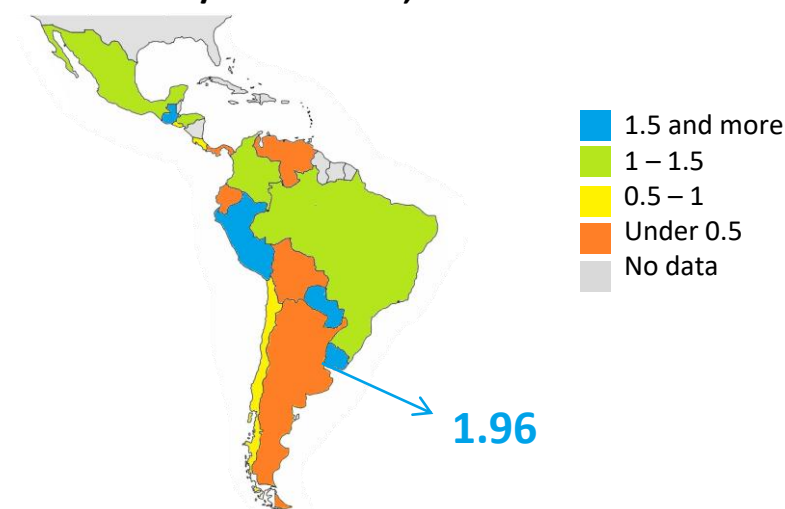 1.5 and more
1 – 1.5
0.5 – 1
Under 0.5
No data
1.96